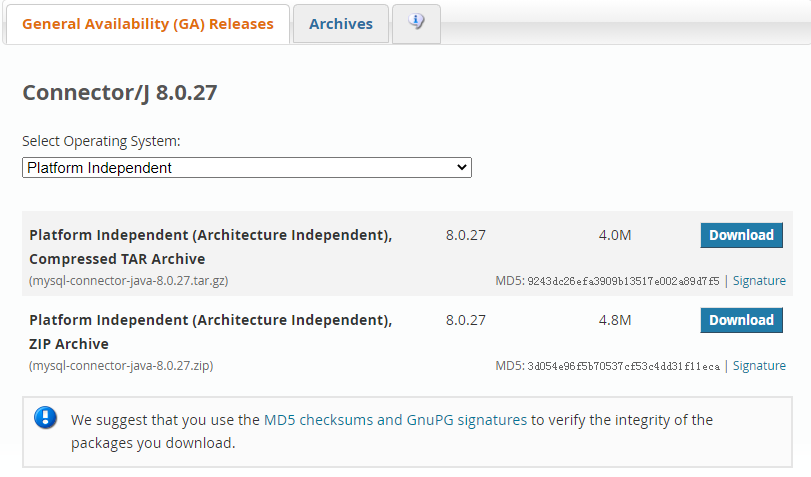 General Availability (GA) Releases
Archives
Connector/J 8.0.27
Select Operating System:
Platform Independent
Platform Independent (Architecture Independent), 8.0.27 4.0M Download
Compressed TAR Archive
(mysql-connector-java-8.0.27.tar.gz) MD5: 9243dc26efa3909b13517e002a89d7f5 | Signature
Platform Independent (Architecture Independent), 8.0.27 4.8M Download
ZIP Archive
(mysql-connector-java-8.0.27.zip) MD5: 3d054e96f5b70537cf53c4dd31f11eca | Signature
We suggest that you use the MD5 checksums and GnuPG signatures to verify the integrity of the
packages you download.